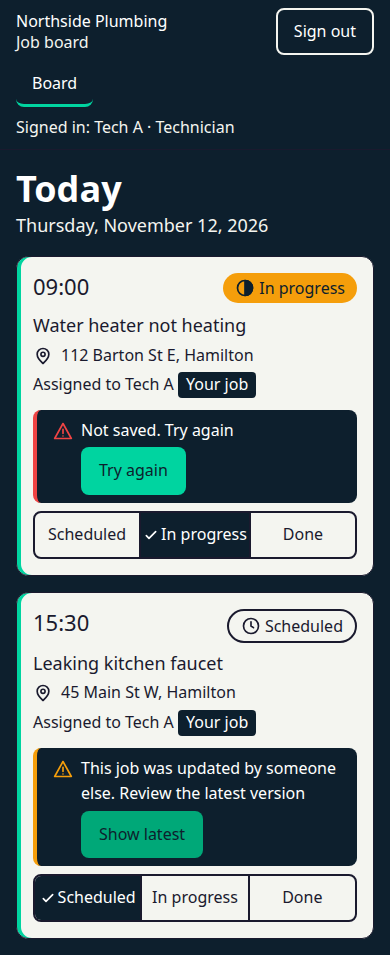 Northside Plumbing
Job board
Sign out
Board
Signed in: Tech A · Technician
Today
Thursday, November 12, 2026
09:00
In progress
Water heater not heating
112 Barton St E, Hamilton
Assigned to Tech A Your job
Not saved. Try again
Try again
Scheduled In progress Done
15:30
Scheduled
Leaking kitchen faucet
45 Main St W, Hamilton
Assigned to Tech A Your job
This job was updated by someone
else. Review the latest version
Show latest
Scheduled In progress Done